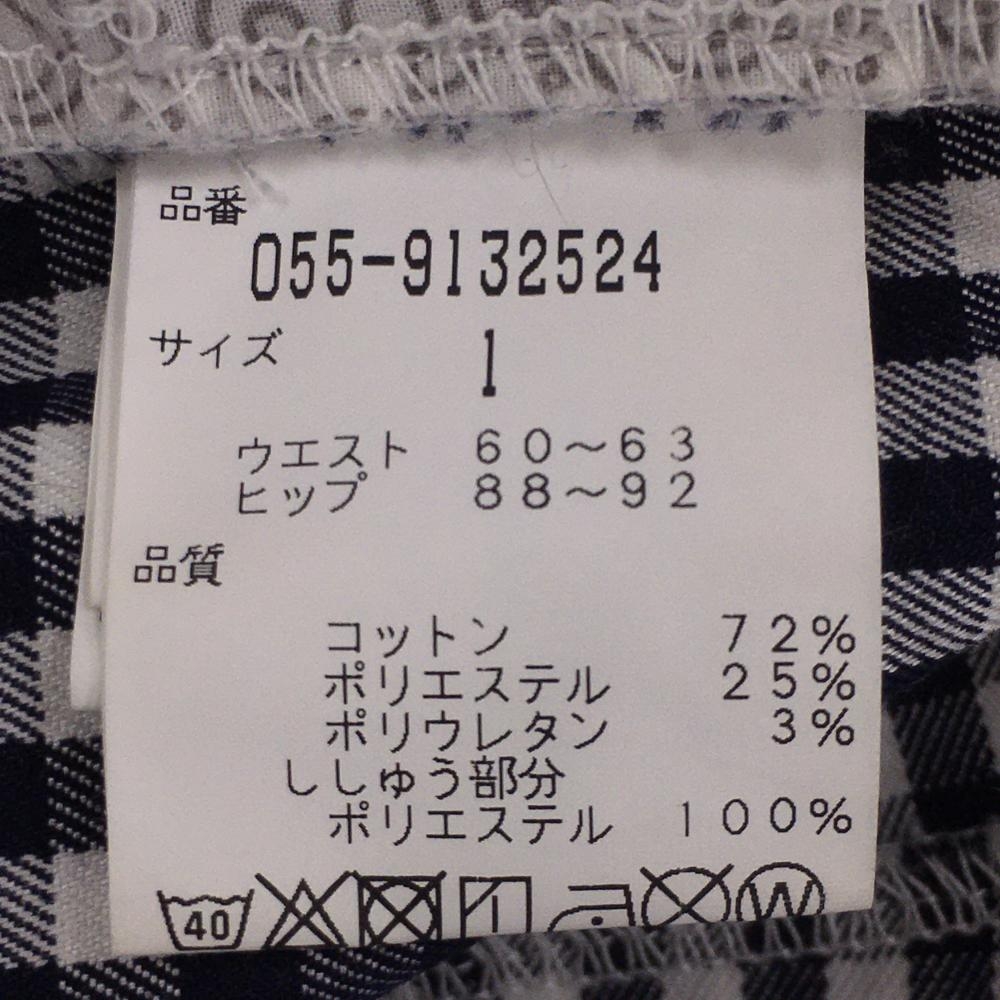 品番
055-9132524
サイズ 1
ウエスト 60〜63
ヒップ 88〜92
品質
コットン 72%
ポリエステル 25%
ポリウレタン 3%
ししゅう部分
ポリエステル 100%
40 W